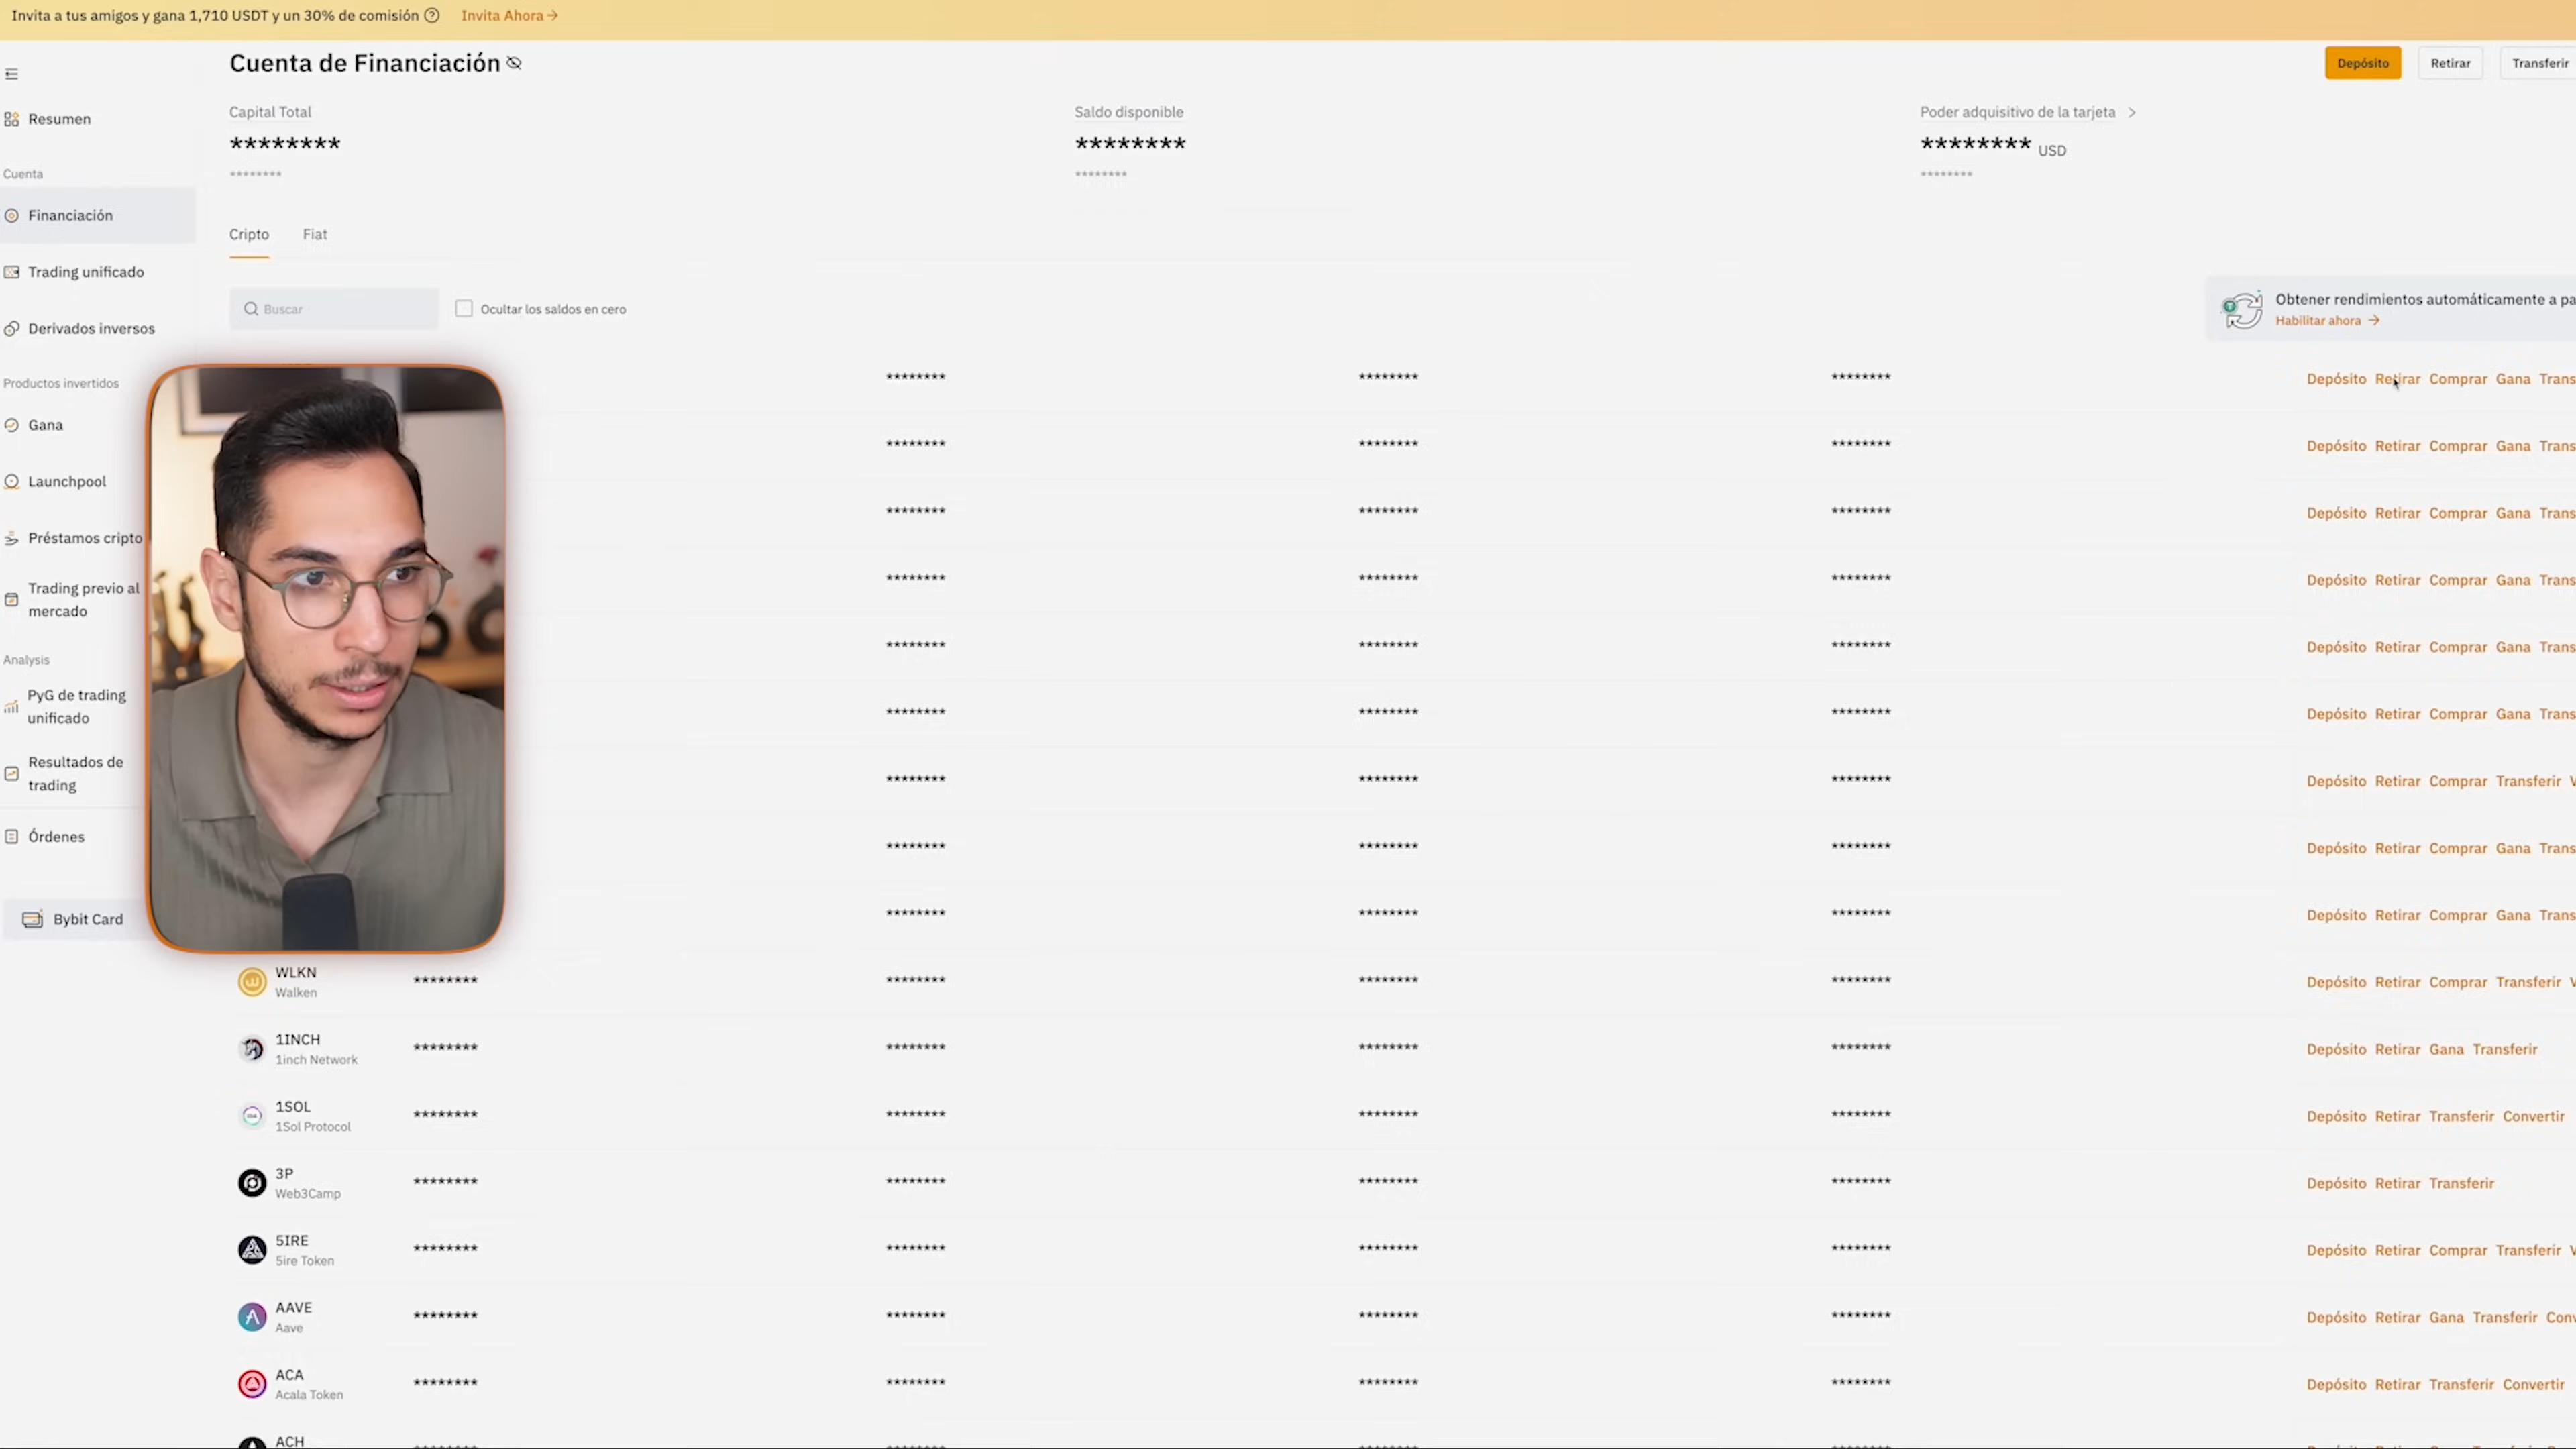 Invita a tus amigos y gana 1,710 USDT y un 30% de comisión Invita Ahora
Cuenta de Financiación
Depósito Retirar Transferir
Resumen
Cuenta
Financiación
Trading unificado
Derivados inversos
Productos invertidos
Gana
Launchpool
Préstamos cripto
Trading previo al
mercado
Analysis
PyG de trading
unificado
Resultados de
trading
Órdenes
Bybit Card
Capital Total
********
********
Saldo disponible
********
********
Poder adquisitivo de la tarjeta
******** USD
********
Cripto Fiat
Buscar
Ocultar los saldos en cero
Obtener rendimientos automáticamente a pa
Habilitar ahora
******** ******** ******** Depósito Retirar Comprar Gana Trans
******** ******** ******** Depósito Retirar Comprar Gana Trans
******** ******** ******** Depósito Retirar Comprar Gana Trans
******** ******** ******** Depósito Retirar Comprar Gana Trans
******** ******** ******** Depósito Retirar Comprar Gana Trans
******** ******** ******** Depósito Retirar Comprar Gana Trans
******** ******** ******** Depósito Retirar Comprar Transferir V
******** ******** ******** Depósito Retirar Comprar Gana Trans
******** ******** ******** Depósito Retirar Comprar Gana Trans
WLKN
Walken
******** ******** ******** ******** Depósito Retirar Comprar Transferir V
1INCH
1inch Network
******** ******** ******** ******** Depósito Retirar Gana Transferir
1SOL
1Sol Protocol
******** ******** ******** ******** Depósito Retirar Transferir Convertir
3P
Web3Camp
******** ******** ******** ******** Depósito Retirar Transferir
5IRE
5ire Token
******** ******** ******** ******** Depósito Retirar Comprar Transferir V
AAVE
Aave
******** ******** ******** ******** Depósito Retirar Gana Transferir Conv
ACA
Acala Token
******** ******** ******** ******** Depósito Retirar Transferir Convertir
ACH